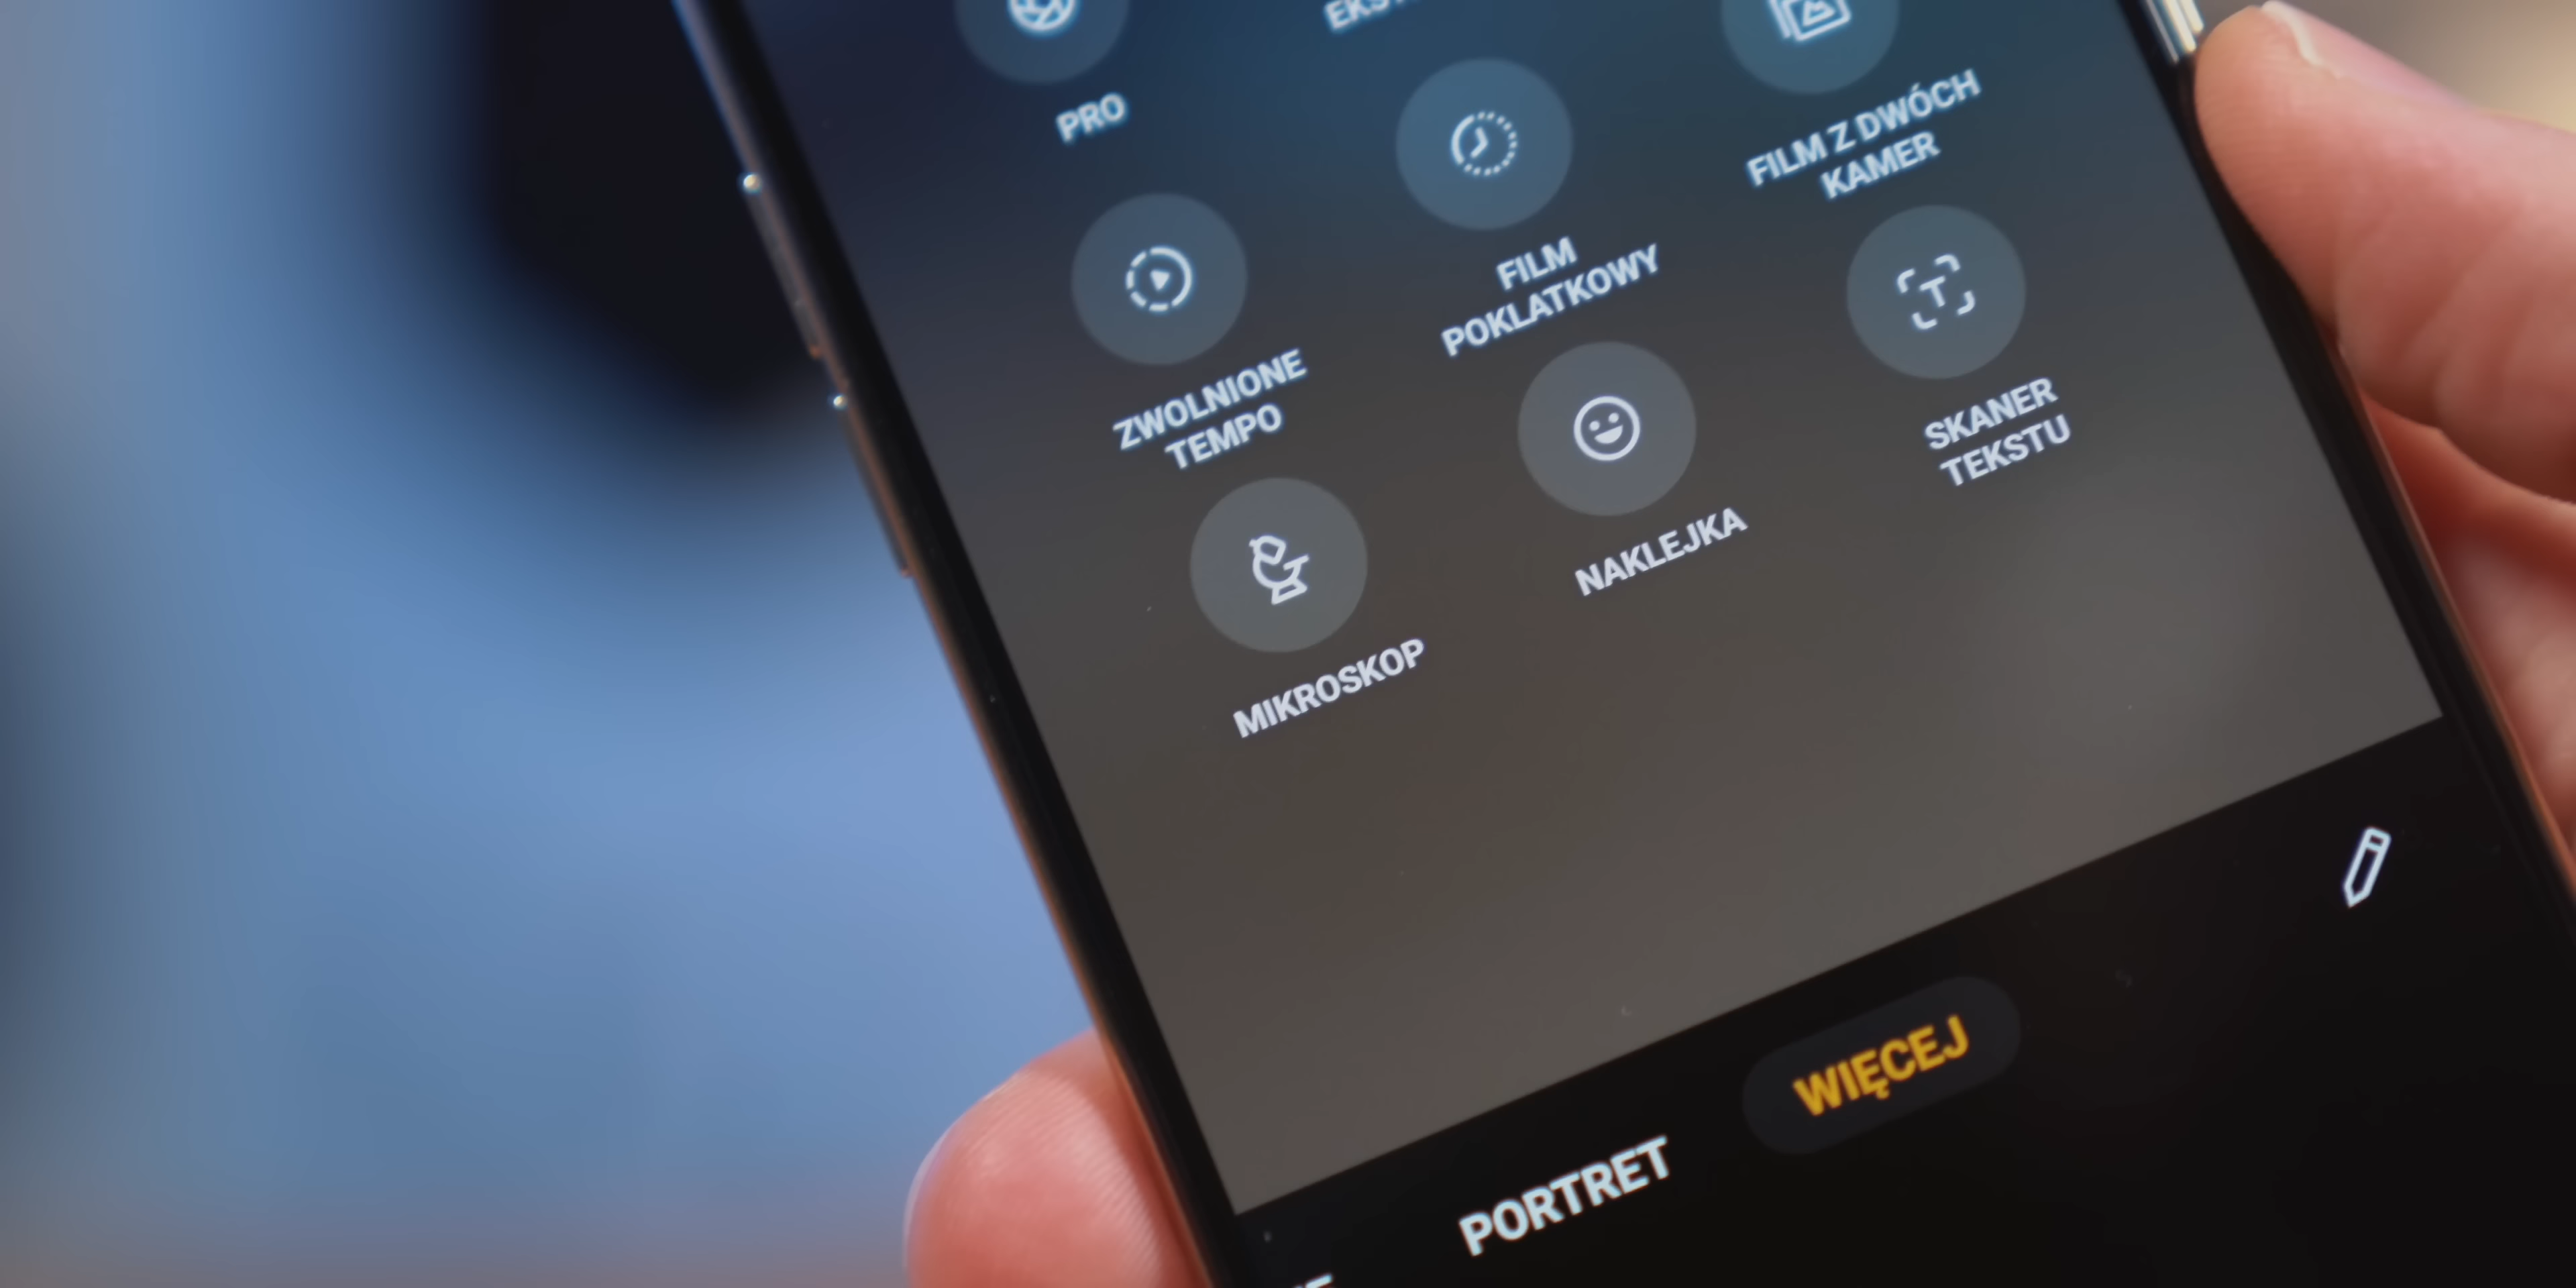 PRO
FILM Z DWÓCH
KAMER
ZWOLNIONE
TEMPO
FILM
POKLATKOWY
SKANER
TEKSTU
MIKROSKOP
NAKLEJKA
PORTRET
WIĘCEJ